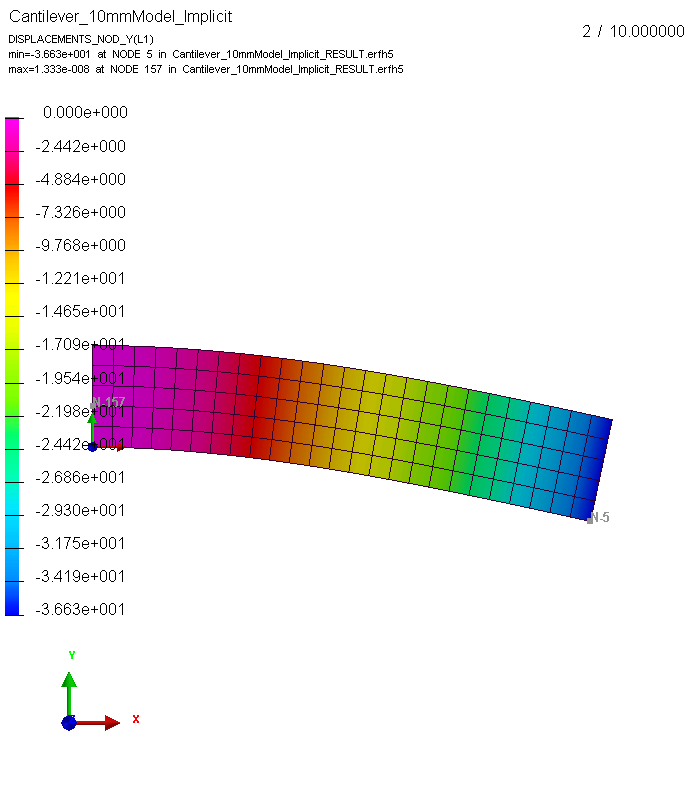 Cantilever_10mmModel_Implicit
2 / 10.000000
DISPLACEMENTS_NOD_Y(L1)
min=-3.663e+001 at NODE 5 in Cantilever_10mmModel_Implicit_RESULT.erfh5
max=1.333e-008 at NODE 157 in Cantilever_10mmModel_Implicit_RESULT.erfh5
0.000e+000
-2.442e+000
-4.884e+000
-7.326e+000
-9.768e+000
-1.221e+001
-1.465e+001
-1.709e+001
-1.954e+001
N-157
-2.198e+001
-2.442e+001
-2.686e+001
-2.930e+001
N-5
-3.175e+001
-3.419e+001
-3.663e+001
Y
X